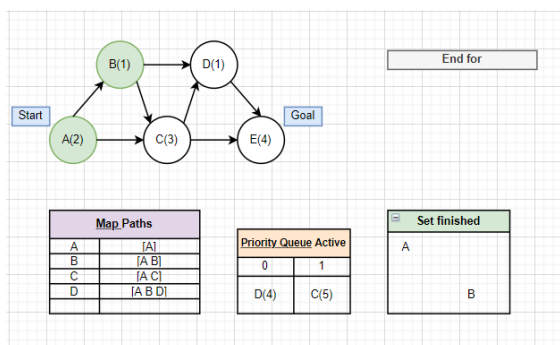 B(1)
D(1)
End for
Start
Goal
A(2)
C(3)
E(4)
Map Paths
A [A]
B [A B]
C [A C]
D [A B D]
Priority Queue Active
0 1
D(4) C(5)
Set finished
A
B